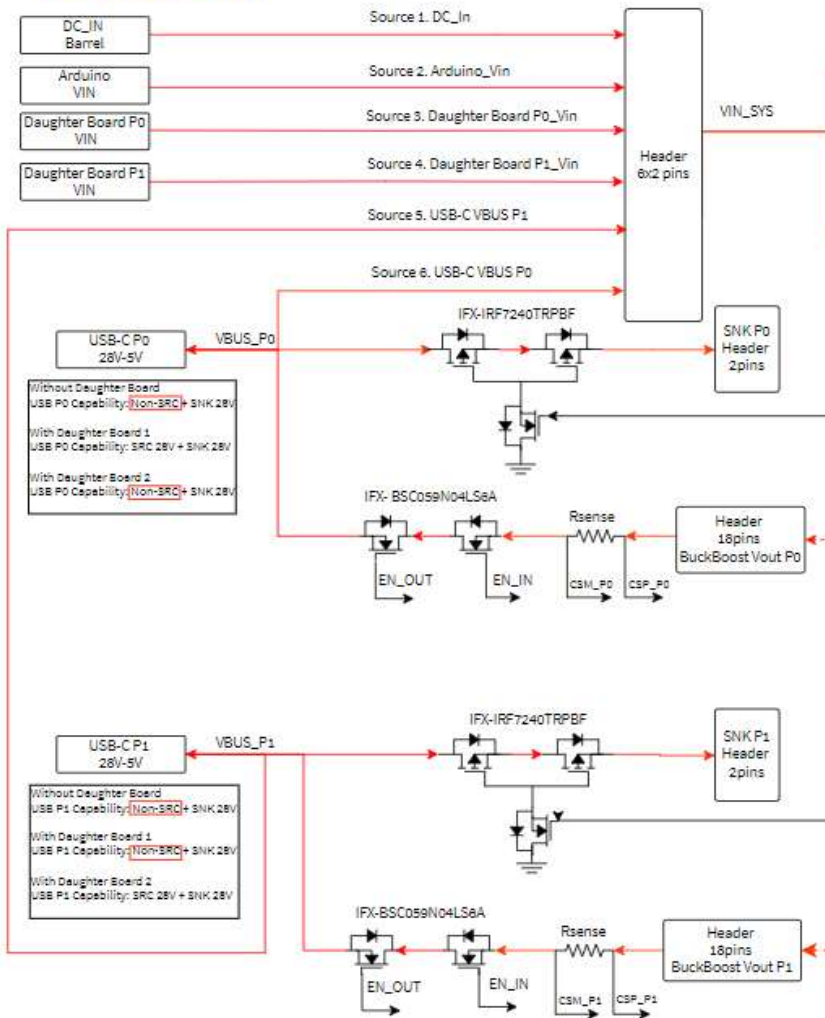 DC_IN
Barrel
Source 1. DC_In
Arduino
VIN
Source 2. Arduino_Vin
Daughter Board P0
VIN
Source 3. Daughter Board P0_Vin
Daughter Board P1
VIN
Source 4. Daughter Board P1_Vin
Source 5. USB-C VBUS P1
Source 6. USB-C VBUS P0
Header
6x2 pins
VIN_SYS
USB-C P0
28V-5V
VBUS_P0
IFX-IRF7240TRPBF
SNK P0
Header
2pins
Without Daughter Board
USB P0 Capability: Non-SRC + SNK 28V
With Daughter Board 1
USB P0 Capability: SRC 28V + SNK 28V
With Daughter Board 2
USB P0 Capability: Non-SRC + SNK 28V
IFX- BSC059N04LS6A
EN_OUT
EN_IN
Rsense
CSM_P0
CSP_P0
Header
18pins
BuckBoost Vout P0
USB-C P1
28V-5V
VBUS_P1
IFX-IRF7240TRPBF
SNK P1
Header
2pins
Without Daughter Board
USB P1 Capability: Non-SRC + SNK 28V
With Daughter Board 1
USB P1 Capability: Non-SRC + SNK 28V
With Daughter Board 2
USB P1 Capability: SRC 28V + SNK 28V
IFX-BSC059N04LS6A
EN_OUT
EN_IN
Rsense
CSM_P1
CSP_P1
Header
18pins
BuckBoost Vout P1